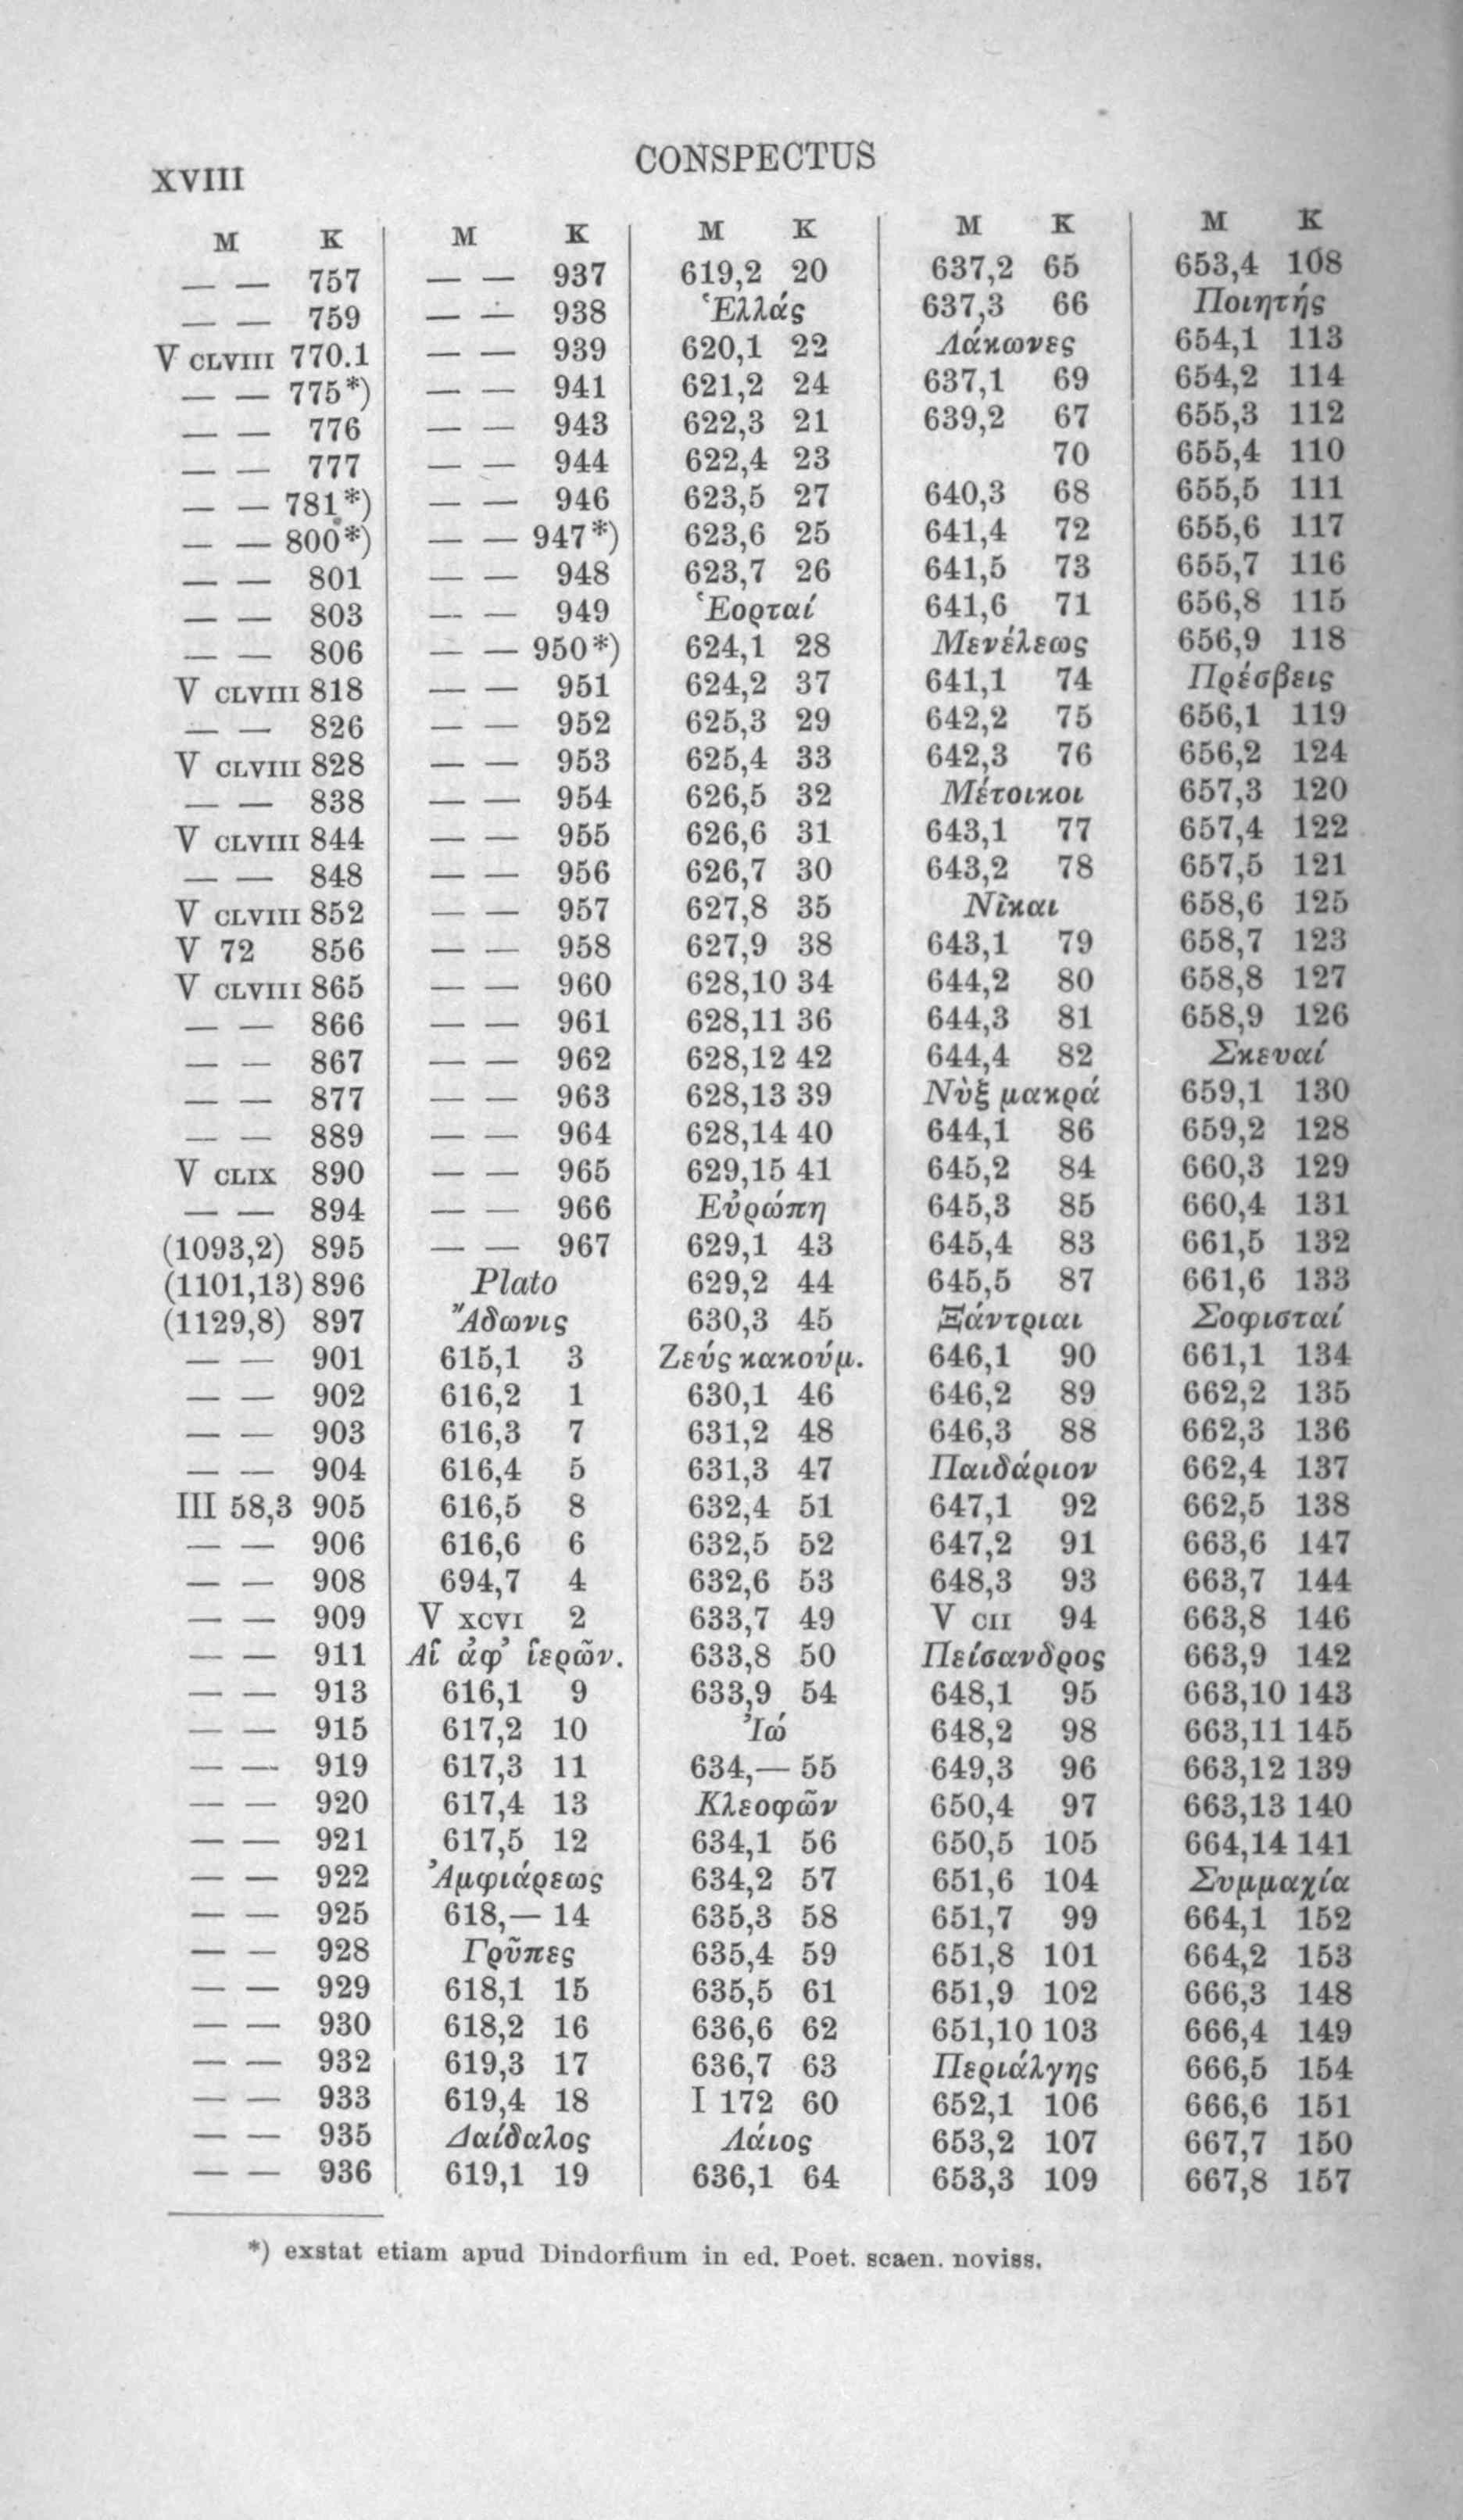 XVIII
CONSPECTUS
M K
— — 757
— — 759
V CLVIII 770.1
— — 775*)
— — 776
— — 777
— — 781*)
— — 800*)
— — 801
— — 803
— — 806
V CLVIII 818
— — 826
V CLVIII 828
— — 838
V CLVIII 844
— — 848
V CLVIII 852
V 72 856
V CLVIII 865
— — 866
— — 867
— — 877
— — 889
V CLIX 890
— — 894
(1093,2) 895
(1101,13) 896
(1129,8) 897
— — 901
— — 902
— — 903
— — 904
III 58,3 905
— — 906
— — 908
— — 909
— — 911
— — 913
— — 915
— — 919
— — 920
— — 921
— — 922
— — 925
— — 928
— — 929
— — 930
— — 932
— — 933
— — 935
— — 936
M K
— — 937
— — 938
— — 939
— — 941
— — 943
— — 944
— — 946
— — 947*)
— — 948
— — 949
— — 950*)
— — 951
— — 952
— — 953
— — 954
— — 955
— — 956
— — 957
— — 958
— — 960
— — 961
— — 962
— — 963
— — 964
— — 965
— — 966
— — 967
Plato
Ἄδωνις
615,1 3
616,2 1
616,3 7
616,4 5
616,5 8
616,6 6
694,7 4
V XCVI 2
Αἱ ἀφ’ ἱερῶν.
616,1 9
617,2 10
617,3 11
617,4 13
617,5 12
Ἀμφιάρεως
618,— 14
Γρῦπες
618,1 15
618,2 16
619,3 17
619,4 18
Δαίδαλος
619,1 19
M K
619,2 20
Ἑλλάς
620,1 22
621,2 24
622,3 21
622,4 23
623,5 27
623,6 25
623,7 26
Ἑορταί
624,1 28
624,2 37
625,3 29
625,4 33
626,5 32
626,6 31
626,7 30
627,8 35
627,9 38
628,10 34
628,11 36
628,12 42
628,13 39
628,14 40
629,15 41
Εὐρώπη
629,1 43
629,2 44
630,3 45
Ζεύς κακούμ.
630,1 46
631,2 48
631,3 47
632,4 51
632,5 52
632,6 53
633,7 49
633,8 50
633,9 54
Ἰώ
634,— 55
Κλεοφῶν
634,1 56
634,2 57
635,3 58
635,4 59
635,5 61
636,6 62
636,7 63
I 172 60
Λάιος
636,1 64
M K
637,2 65
637,3 66
Λάκωνες
637,1 69
639,2 67
70
640,3 68
641,4 72
641,5 73
641,6 71
Μενέλεως
641,1 74
642,2 75
642,3 76
Μέτοικοι
643,1 77
643,2 78
Νῖκαι
643,1 79
644,2 80
644,3 81
644,4 82
Νὺξ μακρά
644,1 86
645,2 84
645,3 85
645,4 83
645,5 87
Ξάντριαι
646,1 90
646,2 89
646,3 88
Παιδάριον
647,1 92
647,2 91
648,3 93
V CII 94
Πείσανδρος
648,1 95
648,2 98
649,3 96
650,4 97
650,5 105
651,6 104
651,7 99
651,8 101
651,9 102
651,10 103
Περιάλγης
652,1 106
653,2 107
653,3 109
M K
653,4 108
Ποιητής
654,1 113
654,2 114
655,3 112
655,4 110
655,5 111
655,6 117
655,7 116
656,8 115
656,9 118
Πρέσβεις
656,1 119
656,2 124
657,3 120
657,4 122
657,5 121
658,6 125
658,7 123
658,8 127
658,9 126
Σκευαί
659,1 130
659,2 128
660,3 129
660,4 131
661,5 132
661,6 133
Σοφισταί
661,1 134
662,2 135
662,3 136
662,4 137
662,5 138
663,6 147
663,7 144
663,8 146
663,9 142
663,10 143
663,11 145
663,12 139
663,13 140
664,14 141
Συμμαχία
664,1 152
664,2 153
666,3 148
666,4 149
666,5 154
666,6 151
667,7 150
667,8 157
*) exstat etiam apud Dindorfium in ed. Poet. scaen. noviss.